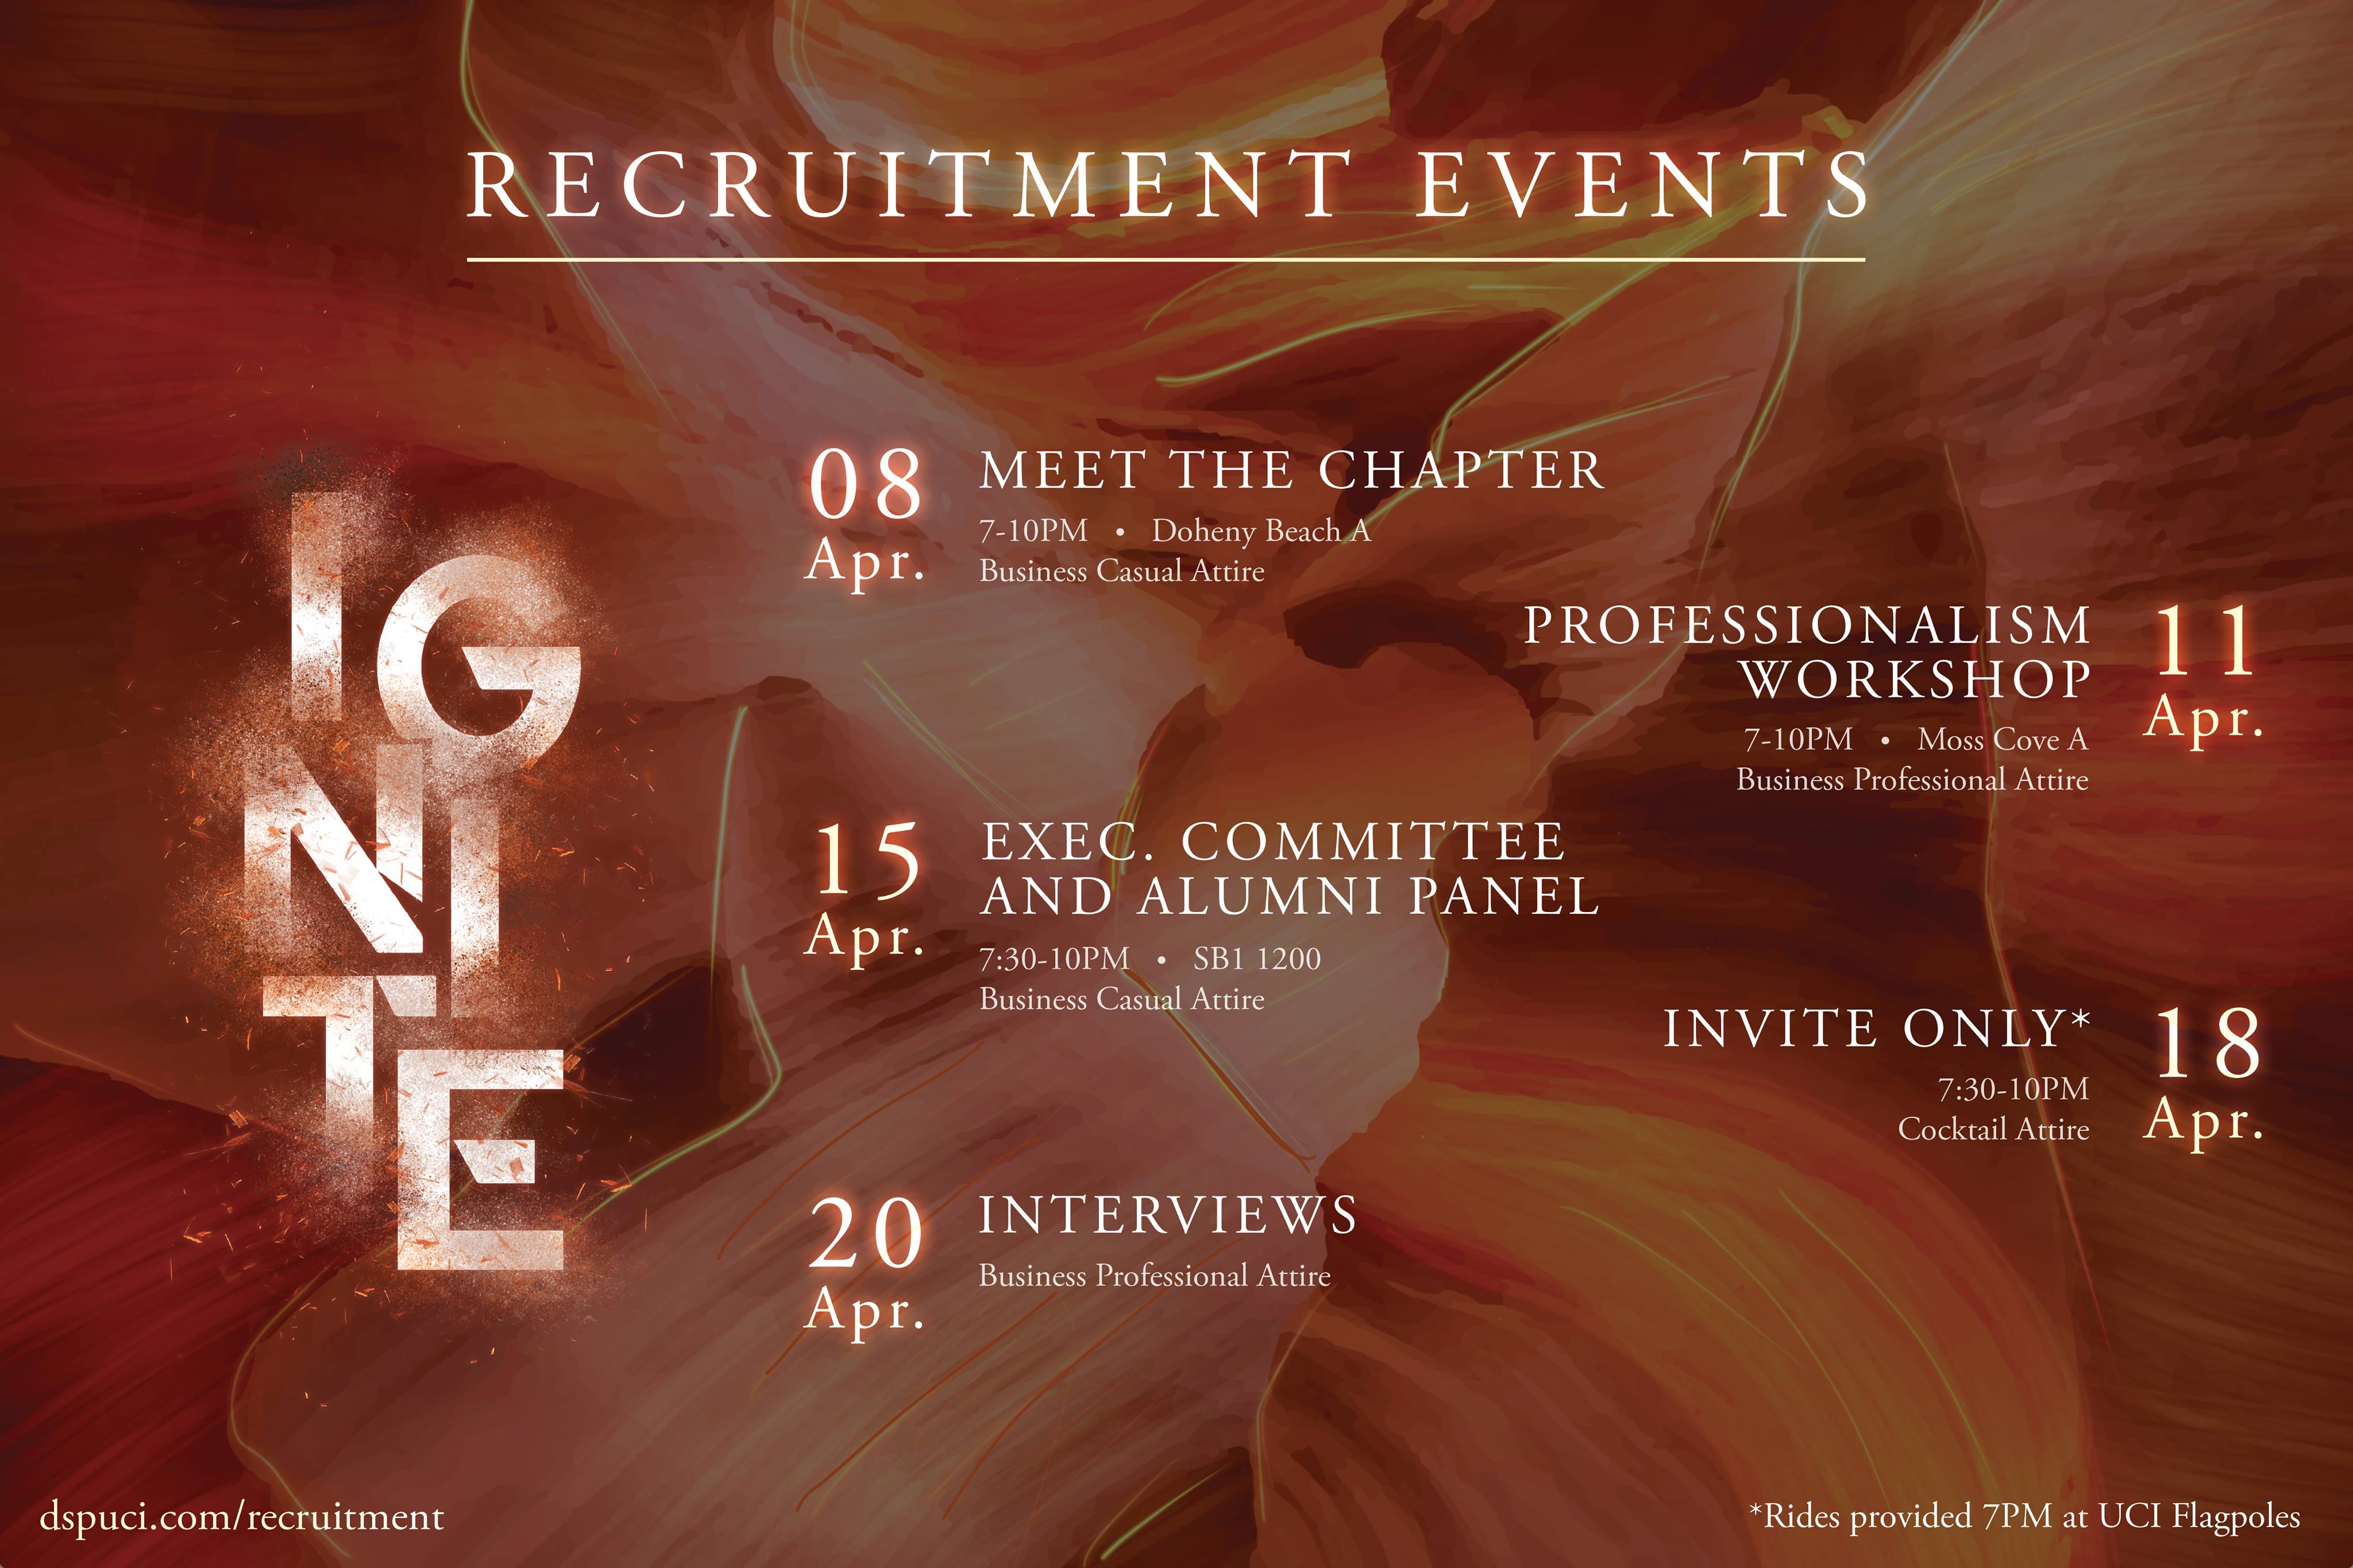 RECRUITMENT EVENTS
IGNITE
08
Apr.
MEET THE CHAPTER
7-10PM • Doheny Beach A
Business Casual Attire
PROFESSIONALISM
WORKSHOP
7-10PM • Moss Cove A
Business Professional Attire
11
Apr.
15
Apr.
EXEC. COMMITTEE
AND ALUMNI PANEL
7:30-10PM • SB1 1200
Business Casual Attire
INVITE ONLY*
7:30-10PM
Cocktail Attire
18
Apr.
20
Apr.
INTERVIEWS
Business Professional Attire
dspuci.com/recruitment
*Rides provided 7PM at UCI Flagpoles